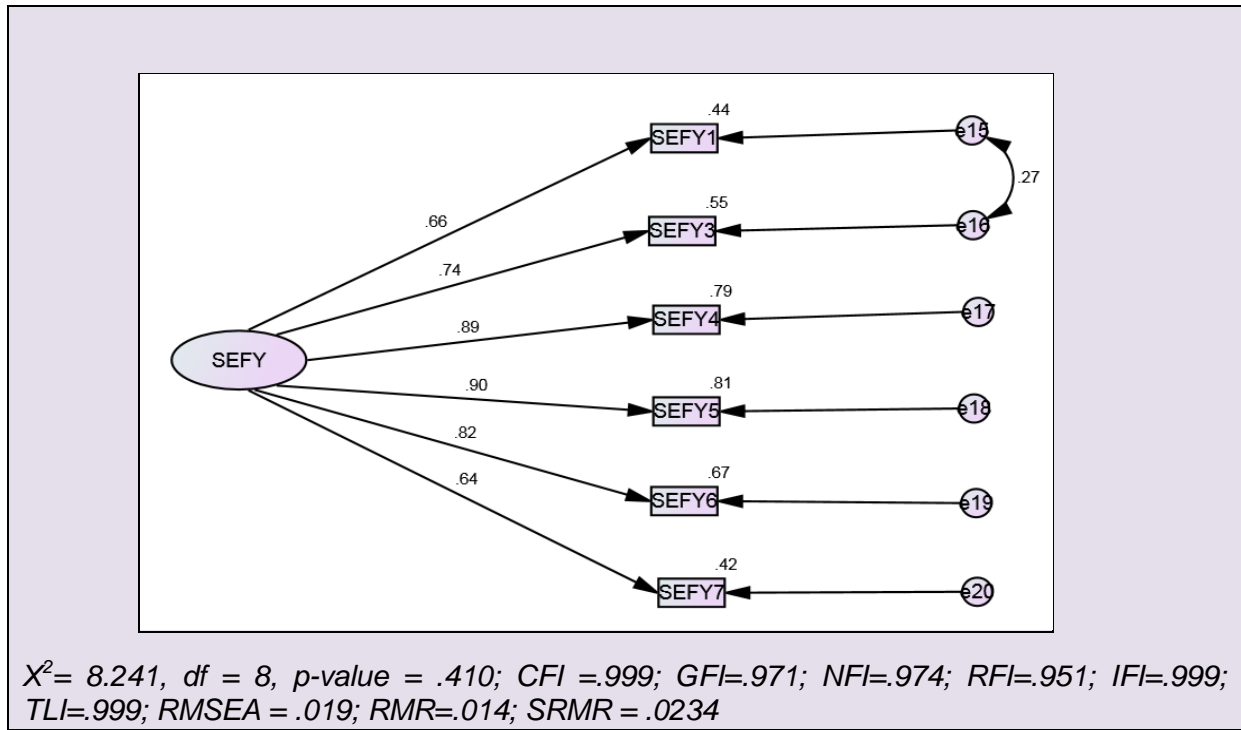 .44
SEFY1
e15
.27
.66
.55
SEFY3
e16
.74
.79
SEFY4
e17
.89
SEFY
.90
.81
SEFY5
e18
.82
.67
SEFY6
e19
.64
.42
SEFY7
e20
X²= 8.241, df = 8, p-value = .410; CFI =.999; GFI=.971; NFI=.974; RFI=.951; IFI=.999;
TLI=.999; RMSEA = .019; RMR=.014; SRMR = .0234